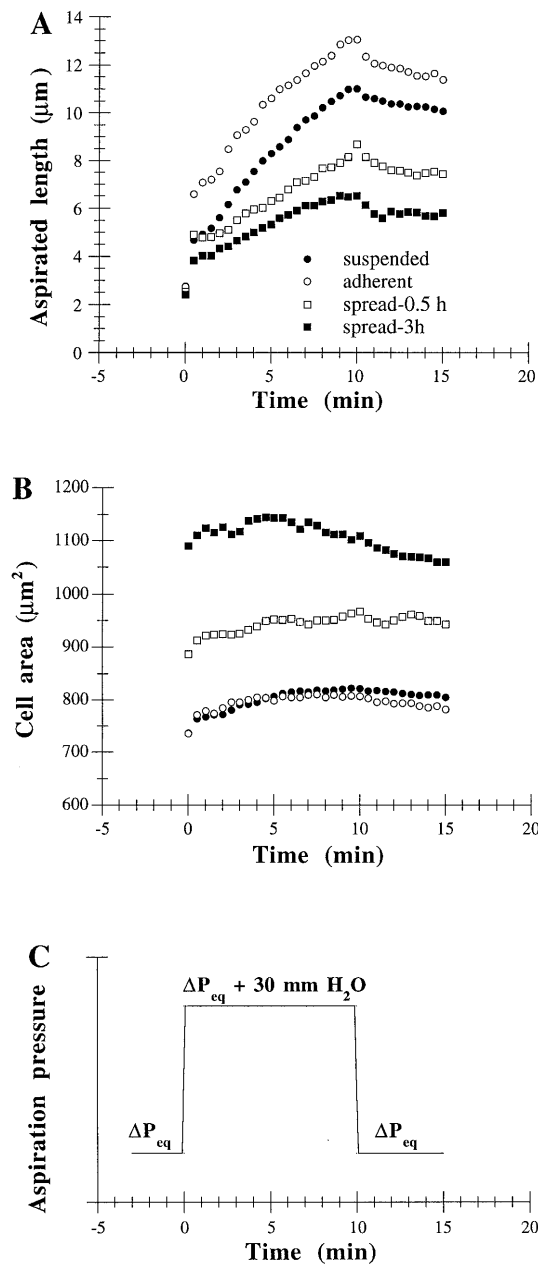 A
14
12
10
8
6
4
2
0
Aspirated length (μm)
suspended
adherent
spread-0.5 h
spread-3h
-5 0 5 10 15 20
Time (min)
B
1200
1100
1000
900
800
700
600
Cell area (μm²)
-5 0 5 10 15 20
Time (min)
C
Aspiration pressure
ΔPeq + 30 mm H2O
ΔPeq
ΔPeq
-5 0 5 10 15 20
Time (min)